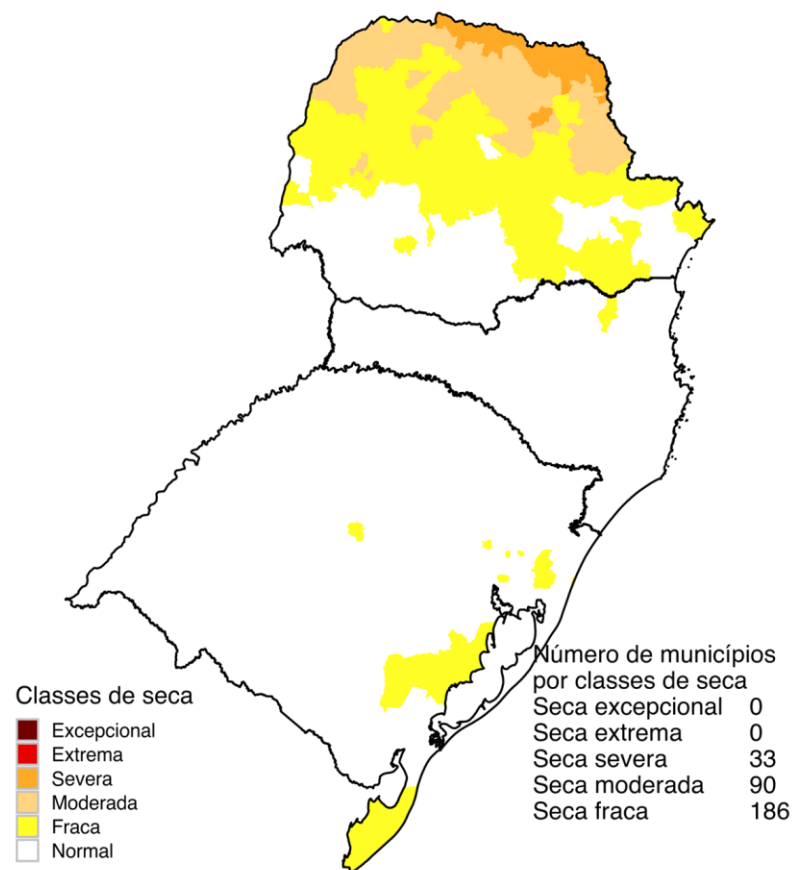 Classes de seca
Excepcional
Extrema
Severa
Moderada
Fraca
Normal
Número de municípios
por classes de seca
Seca excepcional 0
Seca extrema 0
Seca severa 33
Seca moderada 90
Seca fraca 186